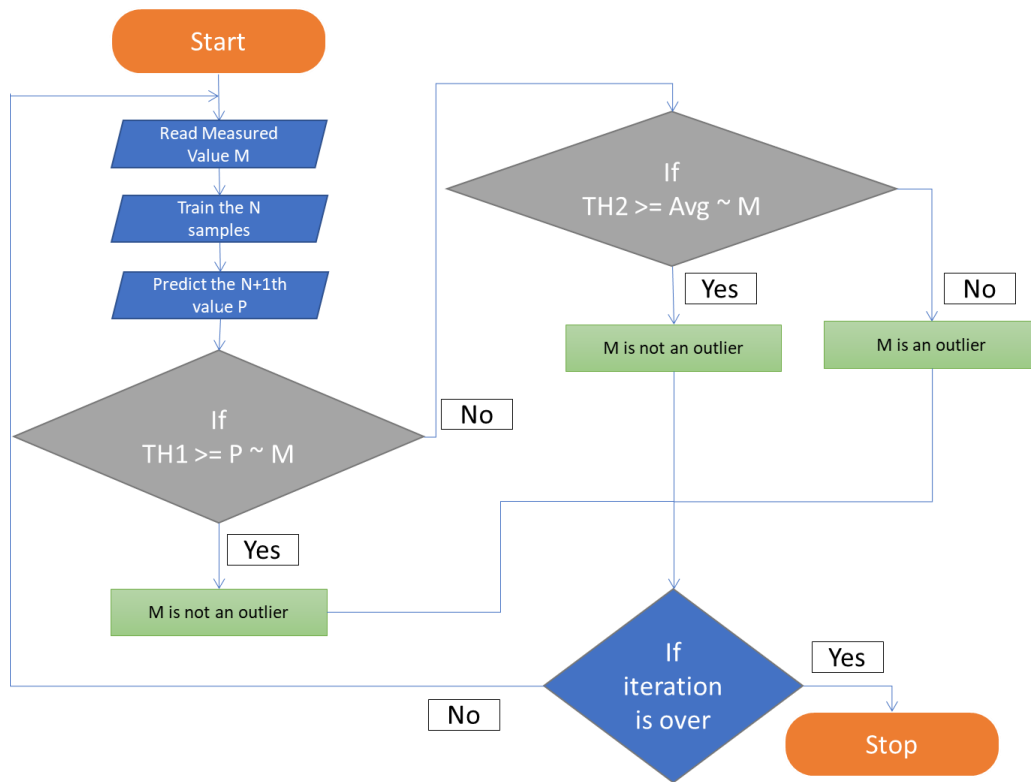 Start
Read Measured
Value M
Train the N
samples
Predict the N+1th
value P
If
TH1 >= P ~ M
No
Yes
M is not an outlier
If
TH2 >= Avg ~ M
Yes
No
M is not an outlier
M is an outlier
If
iteration
is over
No
Yes
Stop